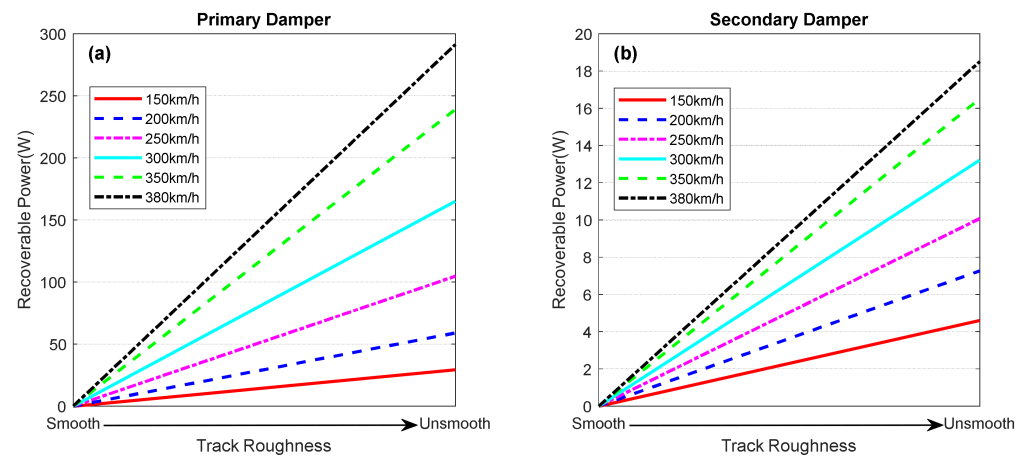 Primary Damper
(a)
300
250
200
150
100
50
0
Recoverable Power(W)
150km/h
200km/h
250km/h
300km/h
350km/h
380km/h
Smooth
Unsmooth
Track Roughness
Secondary Damper
(b)
20
18
16
14
12
10
8
6
4
2
0
Recoverable Power(W)
150km/h
200km/h
250km/h
300km/h
350km/h
380km/h
Smooth
Unsmooth
Track Roughness